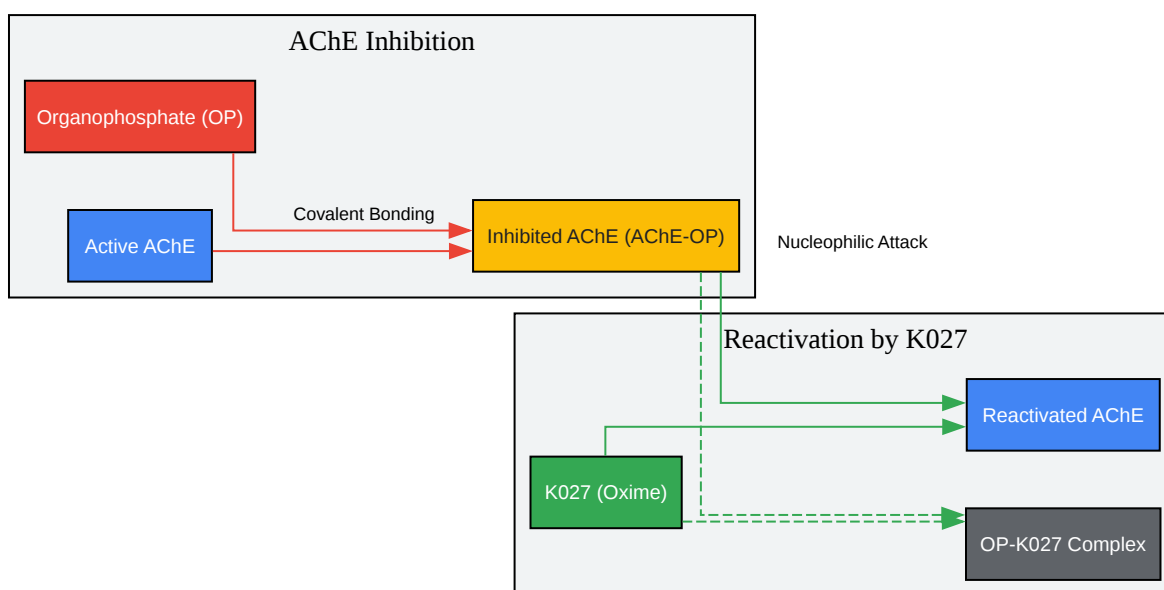 AChE Inhibition
Organophosphate (OP)
Covalent Bonding
Active AChE
Inhibited AChE (AChE-OP)
Nucleophilic Attack
Reactivation by K027
Reactivated AChE
K027 (Oxime)
OP-K027 Complex